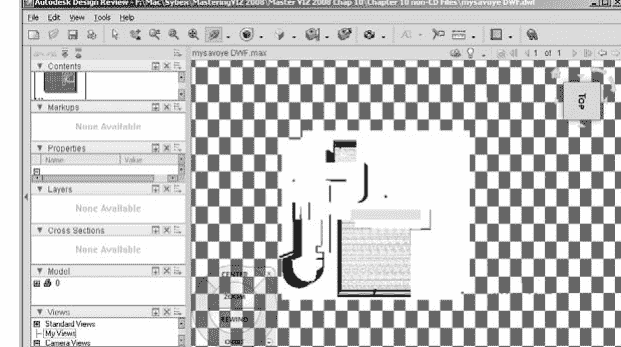 Autodesk Design Review - F:\Mac\Sybex\MasteringVIZ 2008\Master VIZ 2008 Chap 18\Chapter 18 non-CD Files\mysavoye DWF.dwf
File Edit View Tools Help
mysavoye DWF.max
1 of 1
Contents
TOP
Markups
None Available
Properties
Name Value
Layers
None Available
Cross Sections
None Available
Model
0
CENTER
ZOOM
REWIND
Views
Standard Views
My Views
Camera Views